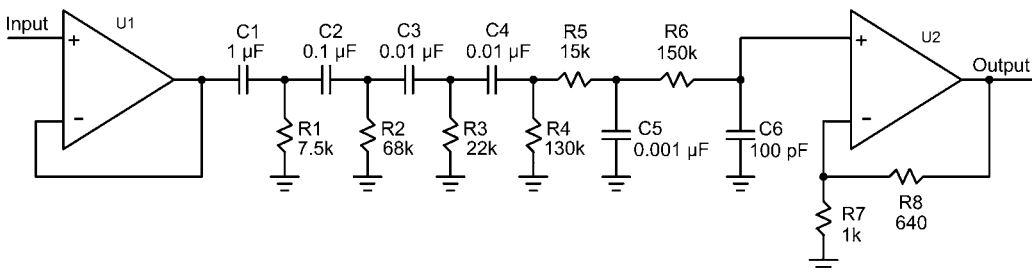 Input
U1
+
−
C1
1 µF
C2
0.1 µF
C3
0.01 µF
C4
0.01 µF
R5
15k
R6
150k
R1
7.5k
R2
68k
R3
22k
R4
130k
C5
0.001 µF
C6
100 pF
U2
+
−
Output
R7
1k
R8
640